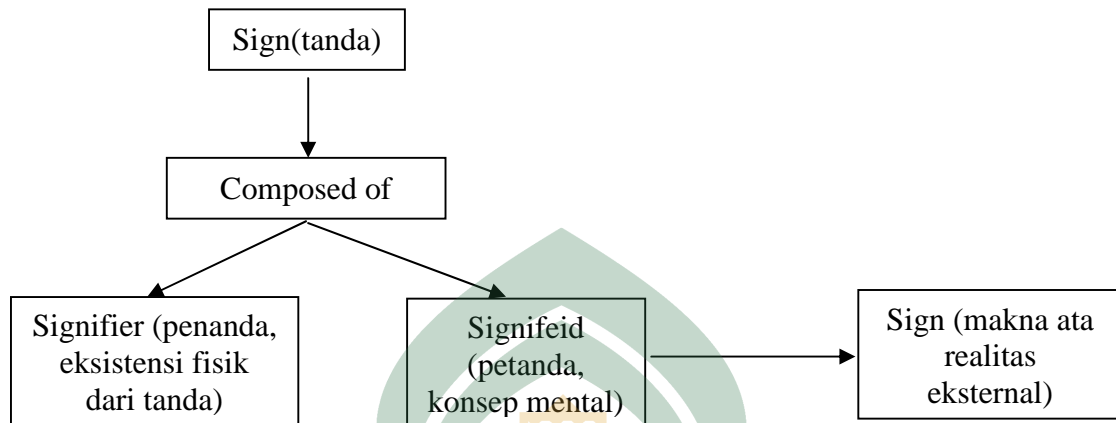 Sign(tanda)
Composed of
Signifier (penanda,
eksistensi fisik
dari tanda)
Signifeid
(petanda,
konsep mental)
Sign (makna ata
realitas
eksternal)